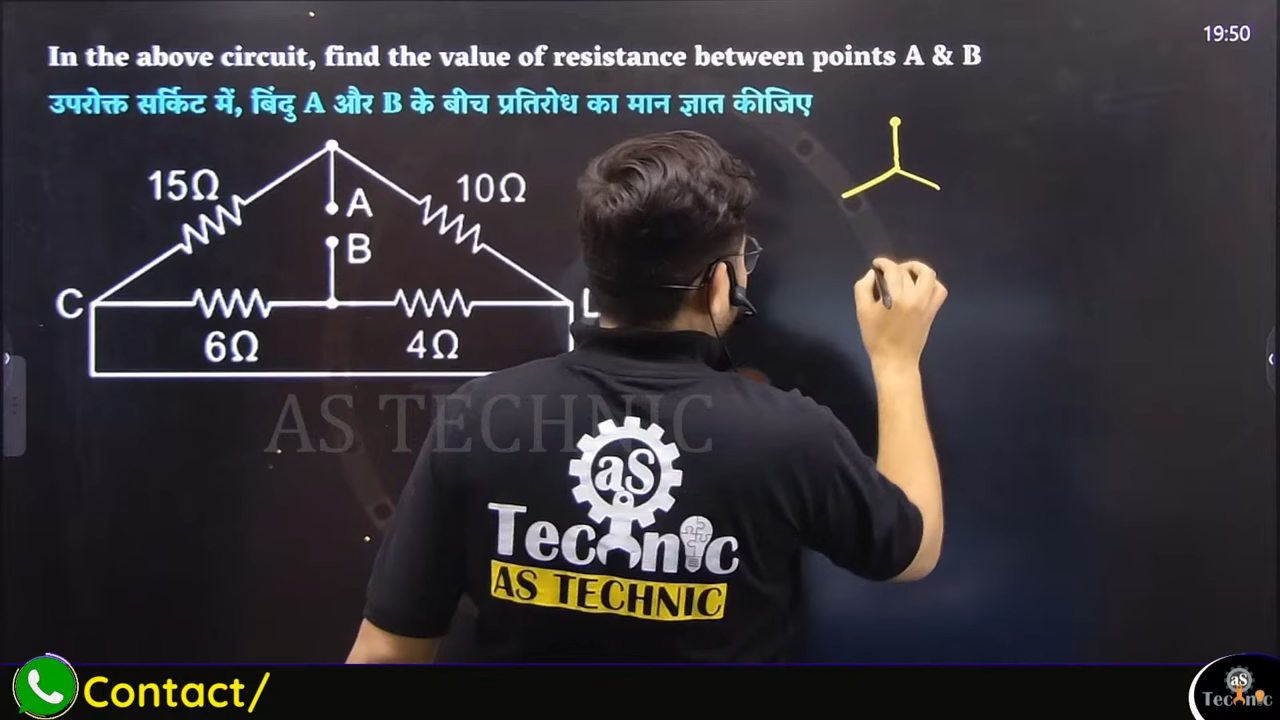 19:50
In the above circuit, find the value of resistance between points A & B
उपरोक्त सर्किट में, बिंदु A और B के बीच प्रतिरोध का मान ज्ञात कीजिए
15Ω
10Ω
A
B
C
6Ω
4Ω
AS TECHNIC
aS
Tecnic
AS TECHNIC
Contact/
aS
Tecnic